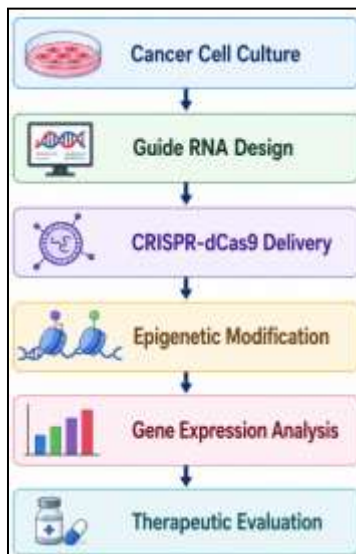 Cancer Cell Culture
Guide RNA Design
CRISPR-dCas9 Delivery
Epigenetic Modification
Gene Expression Analysis
Therapeutic Evaluation